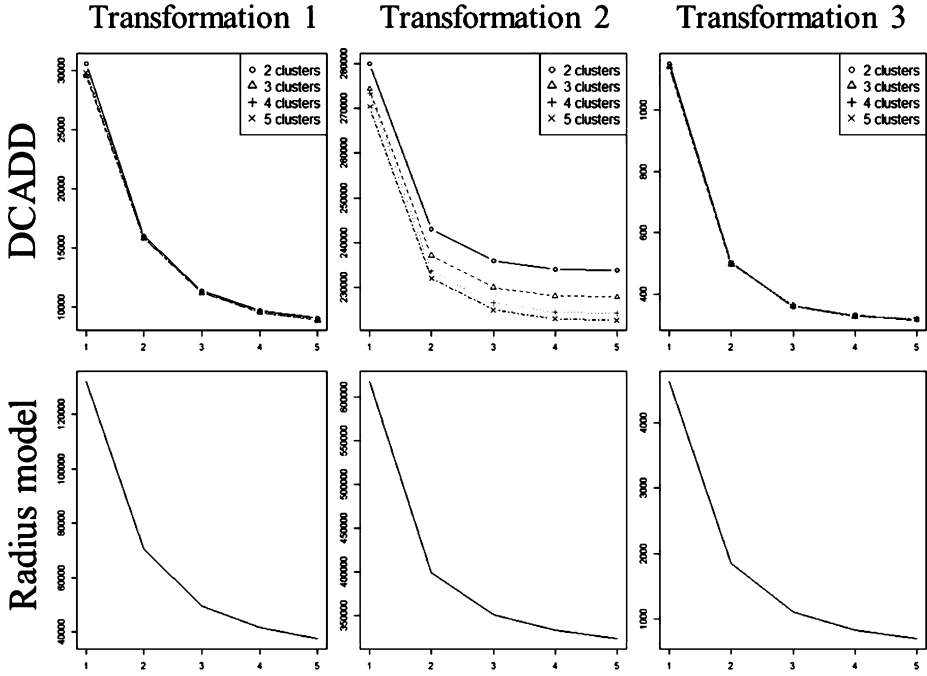 Transformation 1
Transformation 2
Transformation 3
DCADD
30000
25000
20000
15000
10000
2 clusters
3 clusters
4 clusters
5 clusters
1 2 3 4 5
280000
270000
260000
250000
240000
230000
2 clusters
3 clusters
4 clusters
5 clusters
1 2 3 4 5
1000
800
600
400
2 clusters
3 clusters
4 clusters
5 clusters
1 2 3 4 5
Radius model
120000
100000
80000
60000
40000
1 2 3 4 5
600000
550000
500000
450000
400000
350000
1 2 3 4 5
4000
3000
2000
1000
1 2 3 4 5